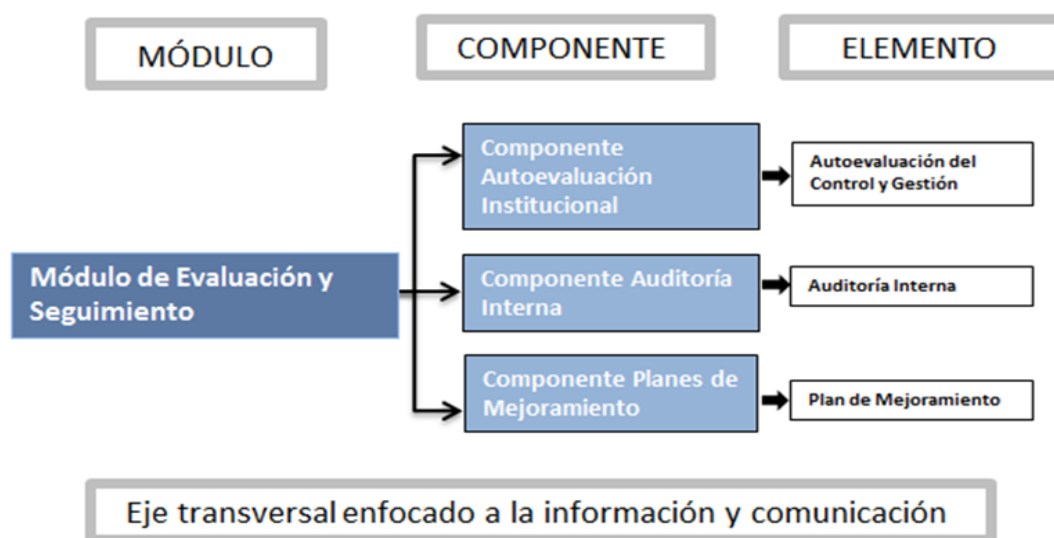 MÓDULO
COMPONENTE
ELEMENTO
Componente
Autoevaluación
Institucional
Autoevaluación del
Control y Gestión
Módulo de Evaluación y
Seguimiento
Componente Auditoría
Interna
Auditoría Interna
Componente Planes de
Mejoramiento
Plan de Mejoramiento
Eje transversal enfocado a la información y comunicación